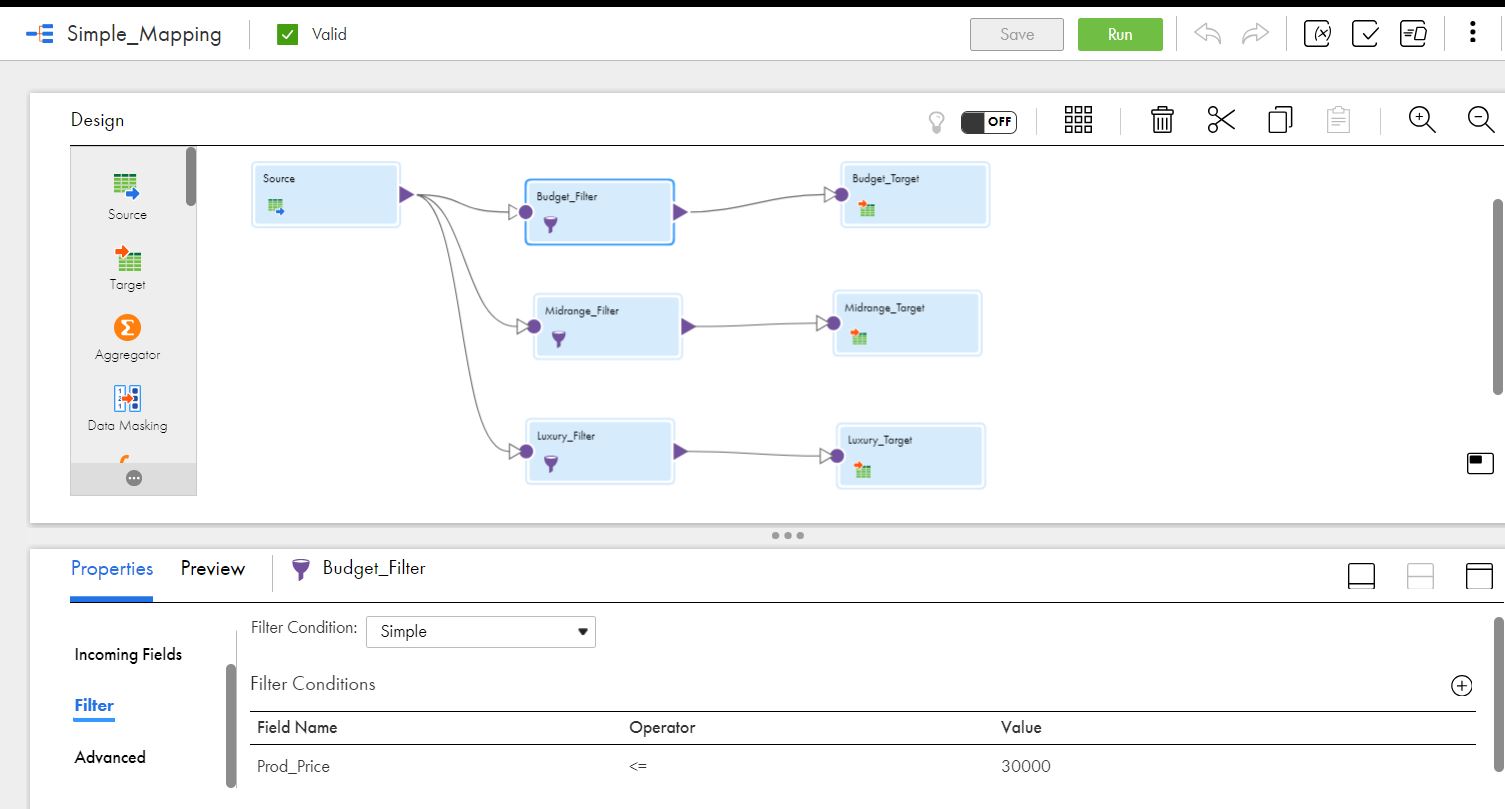 Simple_Mapping
Valid
Save
Run
Design
OFF
Source
Target
Aggregator
Data Masking
Source
Budget_Filter
Budget_Target
Midrange_Filter
Midrange_Target
Luxury_Filter
Luxury_Target
Properties
Preview
Budget_Filter
Incoming Fields
Filter
Advanced
Filter Condition: Simple
Filter Conditions
Field Name Operator Value
Prod_Price <= 30000